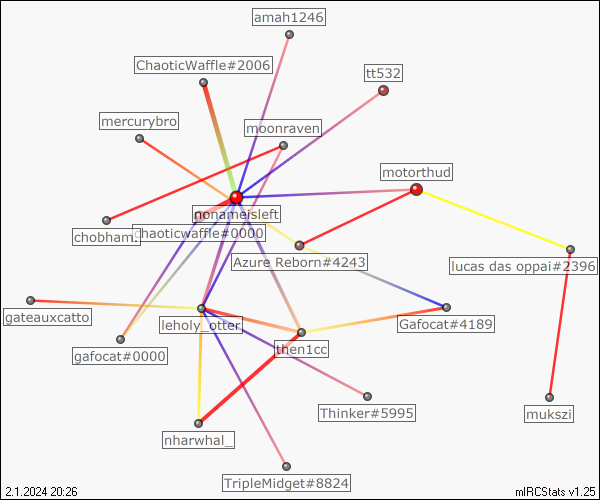 amah1246
ChaoticWaffle#2006
tt532
mercurybro
moonraven
motorthud
nonameisleft
chobham.
Chaoticwaffle#0000
Azure Reborn#4243
lucas das oppai#2396
gateauxcatto
leholy_otter
Gafocat#4189
gafocat#0000
then1cc
Thinker#5995
mukszi
nharwhal_
TripleMidget#8824
2.1.2024 20:26
mIRCStats v1.25